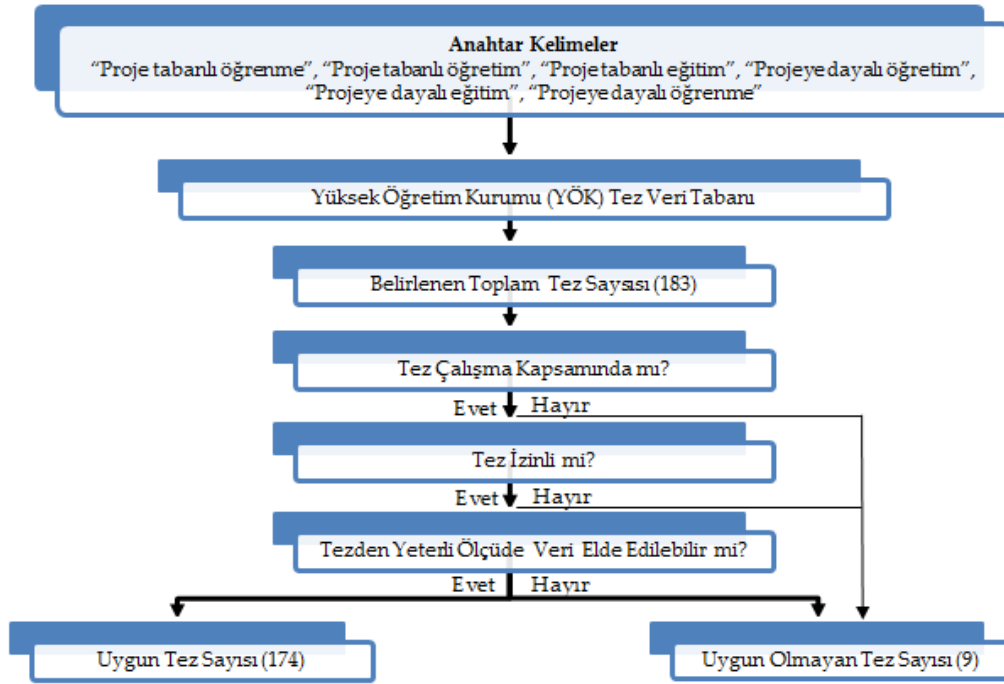 Anahtar Kelimeler
“Proje tabanlı öğrenme”, “Proje tabanlı öğretim”, “Proje tabanlı eğitim”, “Projeye dayalı öğretim”,
“Projeye dayalı eğitim”, “Projeye dayalı öğrenme”
Yüksek Öğretim Kurumu (YÖK) Tez Veri Tabanı
Belirlenen Toplam Tez Saysısı (183)
Tez Çalışma Kapsamında mı?
Evet Hayır
Tez İzinli mi?
Evet Hayır
Tezden Yeterli Ölçüde Veri Elde Edilebilir mi?
Evet Hayır
Uygun Tez Sayısı (174)
Uygun Olmayan Tez Sayısı (9)